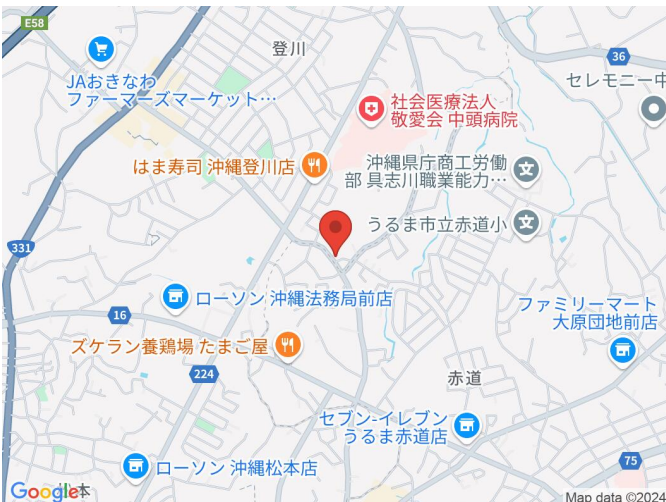 E58
登川
36
JAおきなわ
ファーマーズマーケット…
セレモニー中
社会医療法人
敬愛会 中頭病院
はま寿司 沖縄登川店
沖縄県庁商工労働
部 具志川職業能力…
文
うるま市立赤道小
文
331
ローソン 沖縄法務局前店
16
ファミリーマート
大原団地前店
ズケラン養鶏場 たまご屋
224
赤道
セブン-イレブン
うるま赤道店
75
ローソン 沖縄松本店
Google
本
Map data ©2024